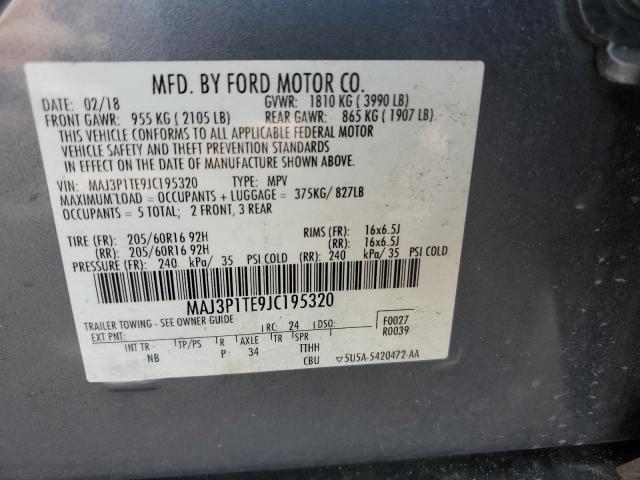 MFD. BY FORD MOTOR CO.
DATE: 02/18 GVWR: 1810 KG ( 3990 LB)
FRONT GAWR: 955 KG ( 2105 LB) REAR GAWR: 865 KG ( 1907 LB)
THIS VEHICLE CONFORMS TO ALL APPLICABLE FEDERAL MOTOR
VEHICLE SAFETY AND THEFT PREVENTION STANDARDS
IN EFFECT ON THE DATE OF MANUFACTURE SHOWN ABOVE.
VIN: MAJ3P1TE9JC195320 TYPE: MPV
MAXIMUM LOAD = OCCUPANTS + LUGGAGE = 375KG/ 827LB
OCCUPANTS = 5 TOTAL; 2 FRONT, 3 REAR
TIRE (FR): 205/60R16 92H RIMS (FR): 16x6.5J
(RR): 205/60R16 92H (RR): 16x6.5J
PRESSURE (FR): 240 kPa/ 35 PSI COLD (RR): 240 kPa/ 35 PSI COLD
MAJ3P1TE9JC195320
TRAILER TOWING - SEE OWNER GUIDE
EXT PNT: RC: 24 DSO: F0027
R0039
INT TR TP/PS R AXLE TR SPR TTHH
NB P 34 CBU ▽5U5A-5420472-AA